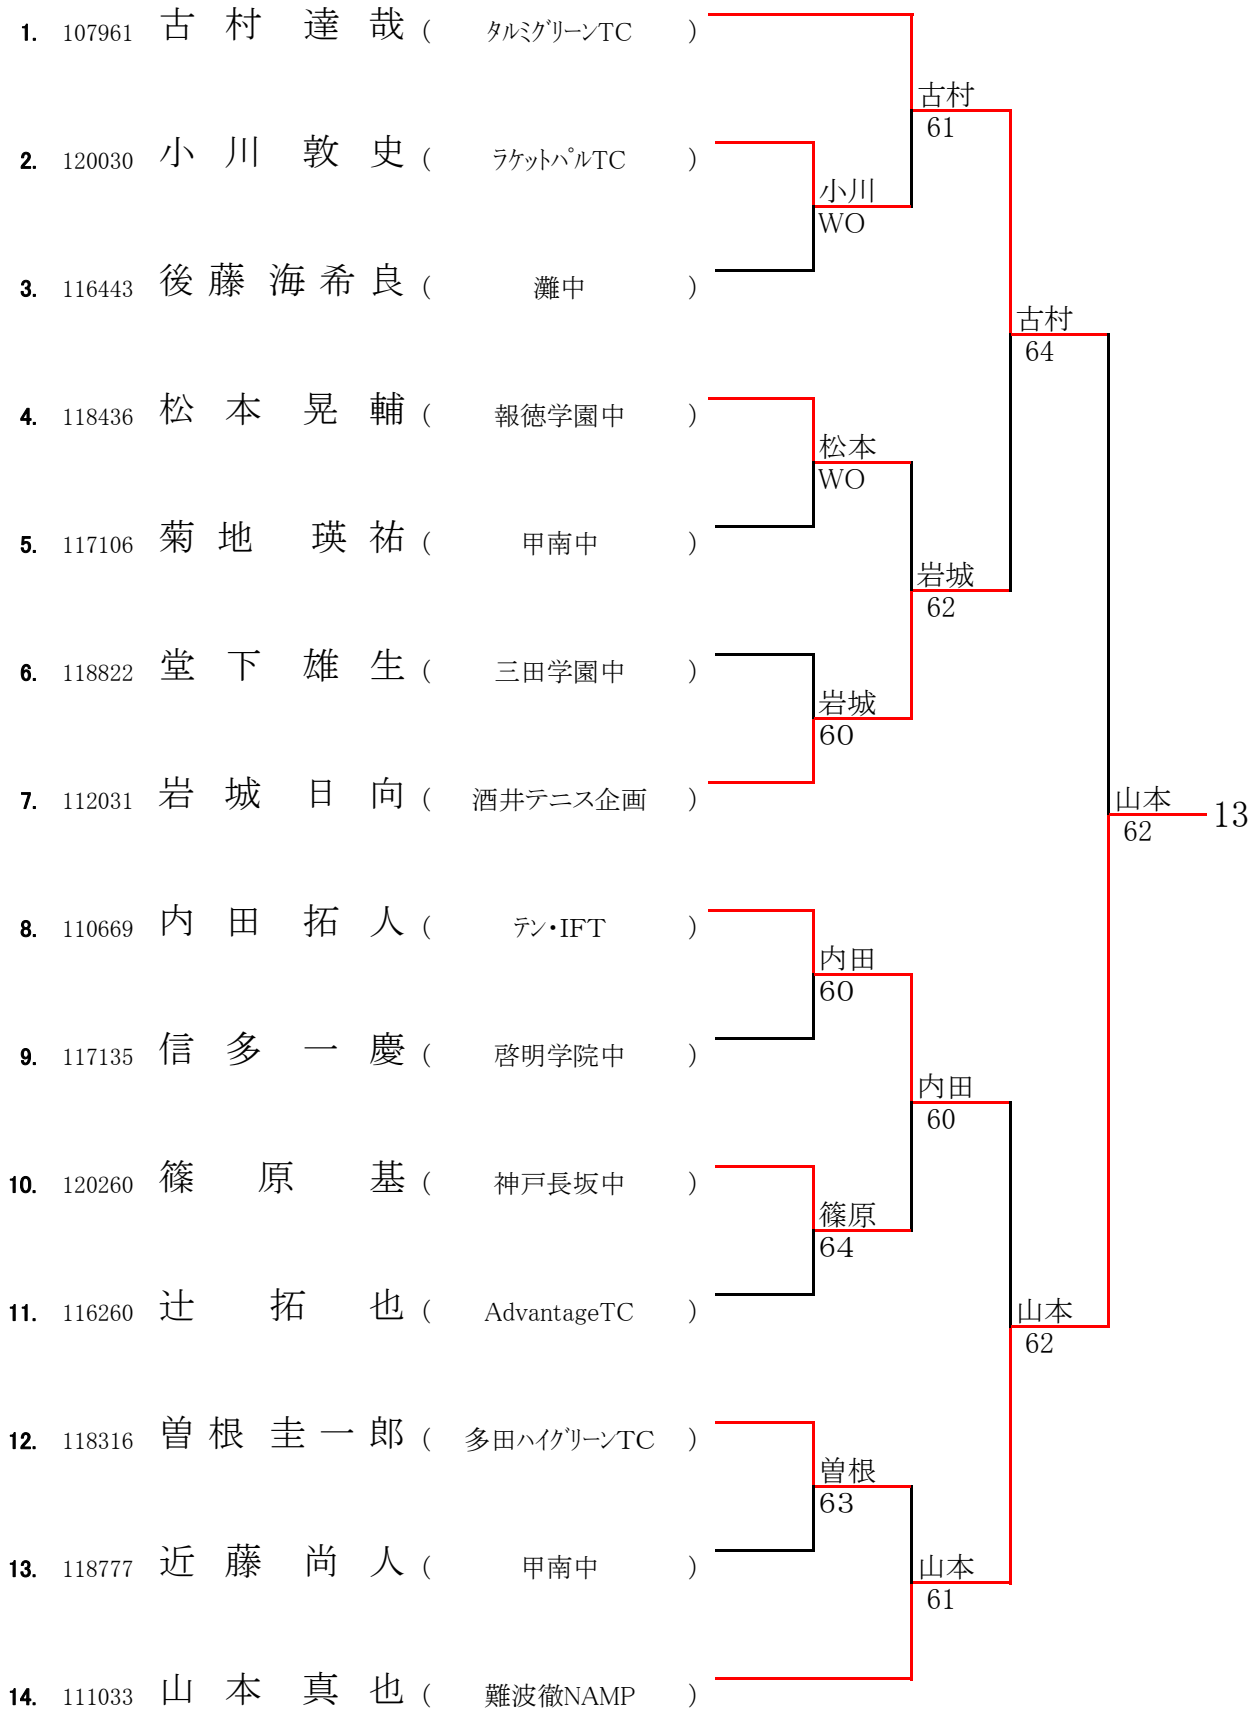 1. 107961 古村達哉 ( タルミグリーンTC )
古村
61
2. 120030 小川敦史 ( ラケットパルTC )
小川
WO
3. 116443 後藤海希良 ( 灘中 )
古村
64
4. 118436 松本晃輔 ( 報徳学園中 )
松本
WO
5. 117106 菊地瑛祐 ( 甲南中 )
岩城
62
6. 118822 堂下雄生 ( 三田学園中 )
岩城
60
7. 112031 岩城日向 ( 酒井テニス企画 )
山本
62
13
8. 110669 内田拓人 ( テン・IFT )
内田
60
9. 117135 信多一慶 ( 啓明学院中 )
内田
60
10. 120260 篠原基 ( 神戸長坂中 )
篠原
64
11. 116260 辻拓也 ( AdvantageTC )
山本
62
12. 118316 曽根圭一郎 ( 多田ハイグリーンTC )
曽根
63
13. 118777 近藤尚人 ( 甲南中 )
山本
61
14. 111033 山本真也 ( 難波徹NAMP )